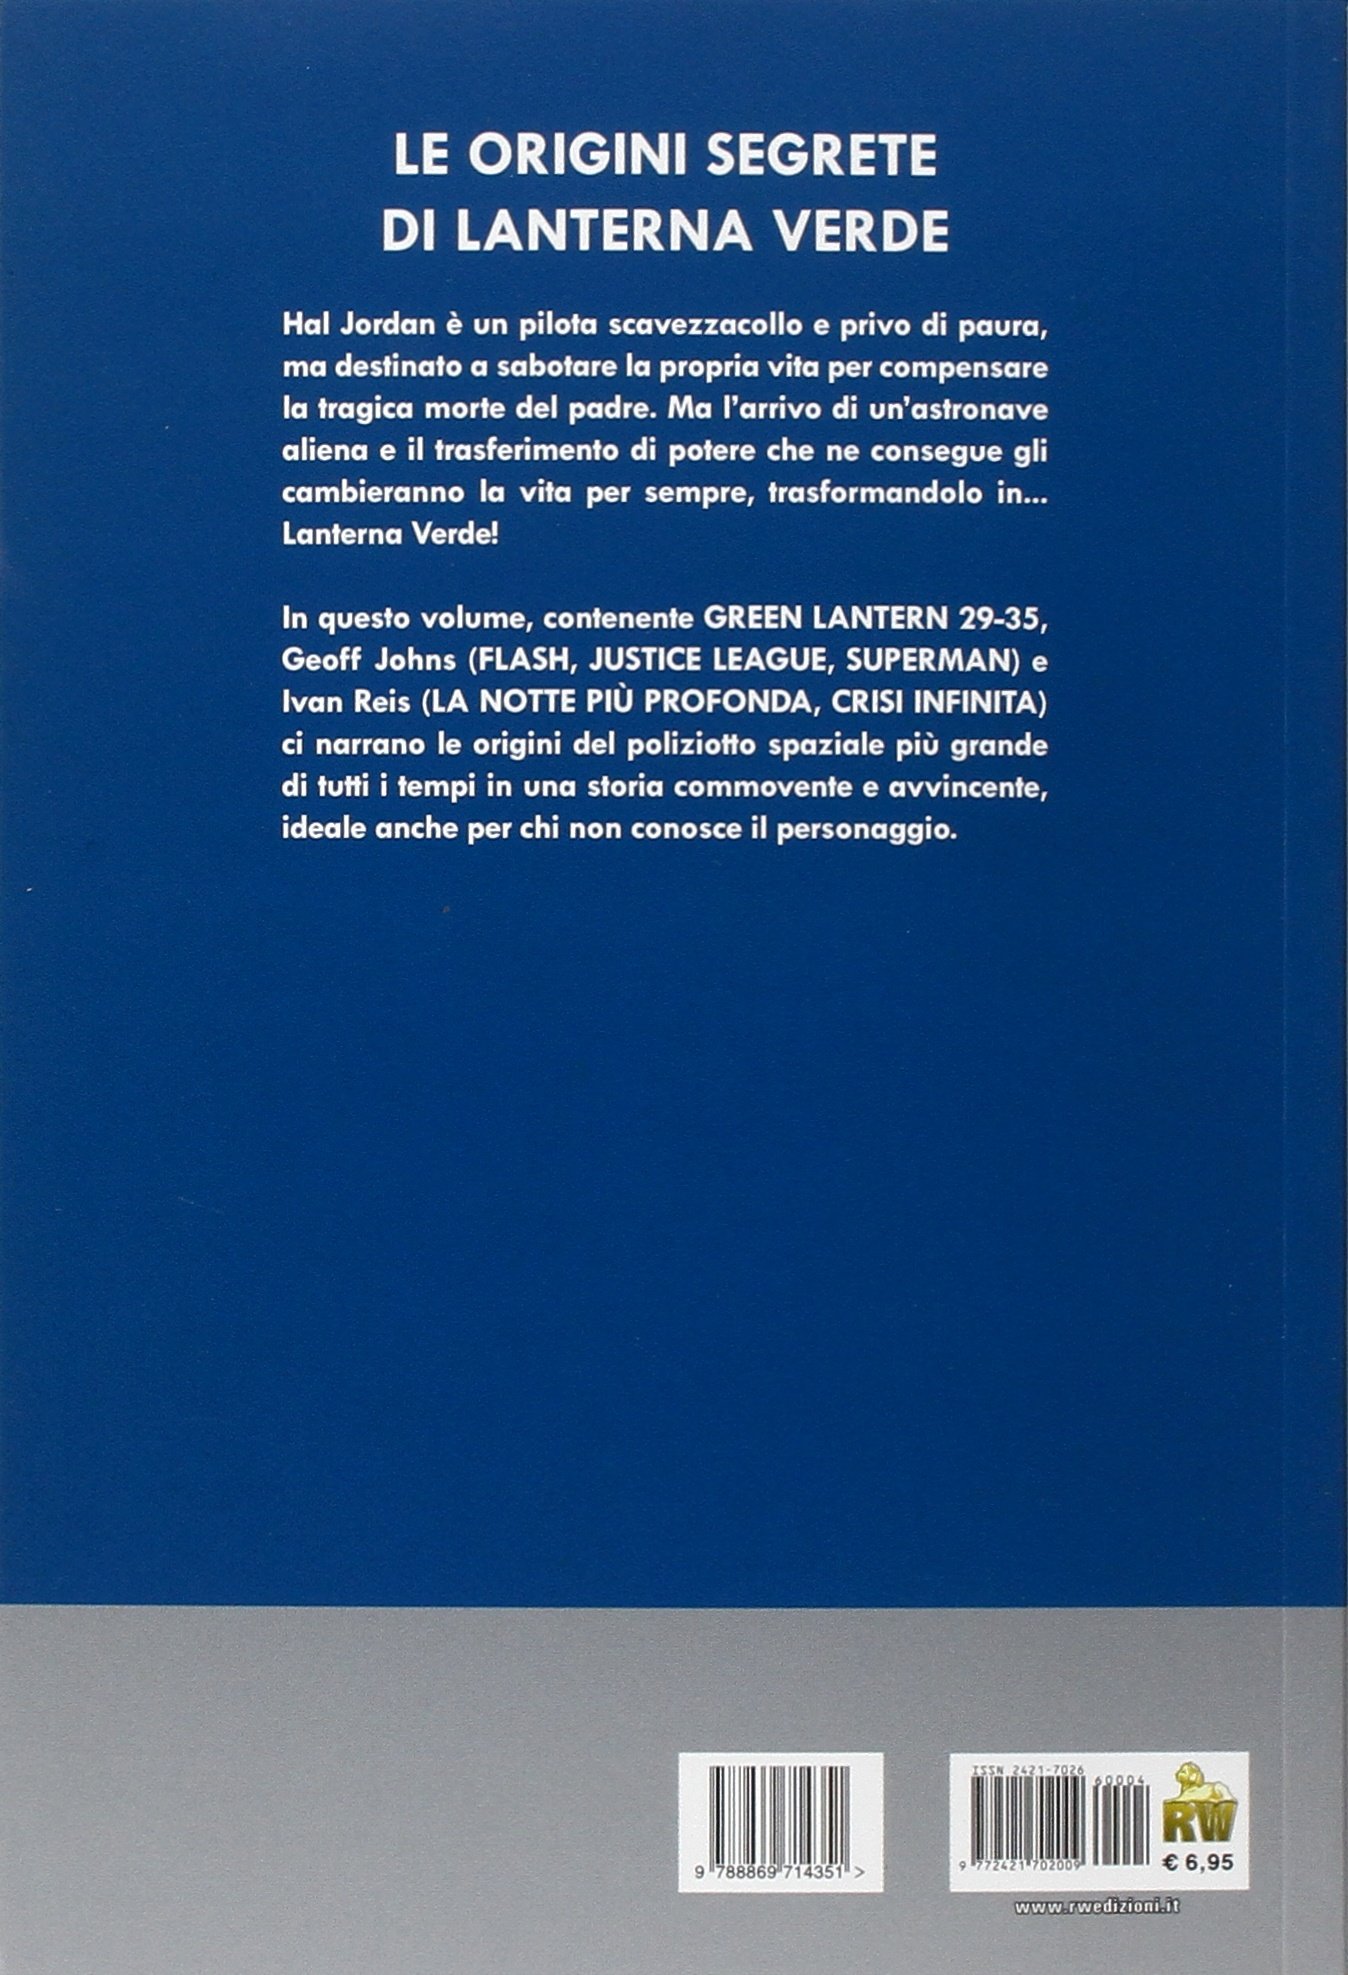 LE ORIGINI SEGRETE
DI LANTERNA VERDE
Hal Jordan è un pilota scavezzacollo e privo di paura,
ma destinato a sabotare la propria vita per compensare
la tragica morte del padre. Ma l'arrivo di un'astronave
aliena e il trasferimento di potere che ne consegue gli
cambieranno la vita per sempre, trasformandolo in...
Lanterna Verde!
In questo volume, contenente GREEN LANTERN 29-35,
Geoff Johns (FLASH, JUSTICE LEAGUE, SUPERMAN) e
Ivan Reis (LA NOTTE PIÙ PROFONDA, CRISI INFINITA)
ci narrano le origini del poliziotto spaziale più grande
di tutti i tempi in una storia commovente e avvincente,
ideale anche per chi non conosce il personaggio.
9 788869 714351 >
ISSN 2421-7026
60004
9 772421 702009
RW
€ 6,95
www.rwedizioni.it